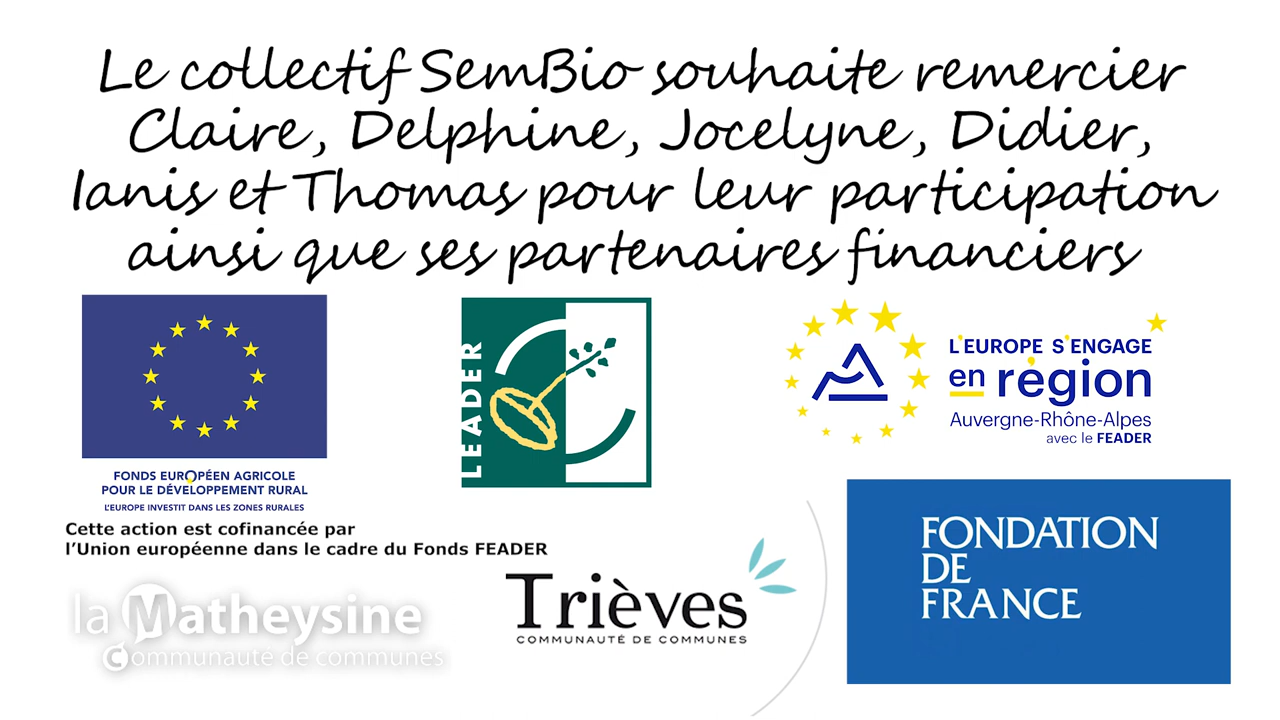 Le collectif SemBio souhaite remercier
Claire, Delphine, Jocelyne, Didier,
Ianis et Thomas pour leur participation
ainsi que ses partenaires financiers
LEADER
L'EUROPE S'ENGAGE
en région
Auvergne-Rhône-Alpes
avec le FEADER
FONDS EUROPÉEN AGRICOLE
POUR LE DÉVELOPPEMENT RURAL
L'EUROPE INVESTIT DANS LES ZONES RURALES
Cette action est cofinancée par
l'Union européenne dans le cadre du Fonds FEADER
la Matheysine
Communauté de communes
Trièves
COMMUNAUTÉ DE COMMUNES
FONDATION
DE
FRANCE